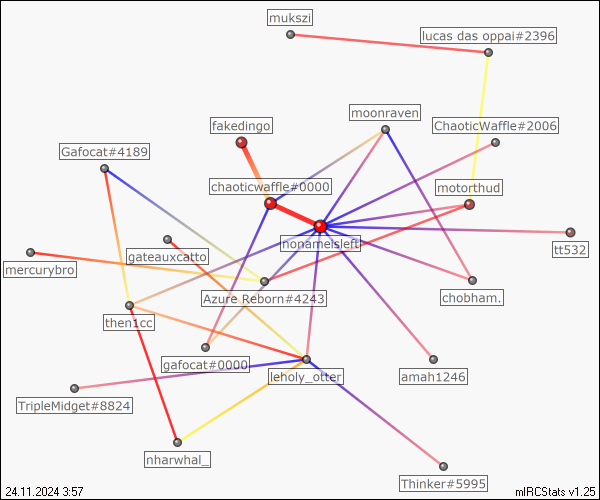 mukszi
lucas das oppai#2396
moonraven
fakedingo
ChaoticWaffle#2006
Gafocat#4189
chaoticwaffle#0000
motorthud
nonameisleft
gateauxcatto
tt532
mercurybro
Azure Reborn#4243
chobham.
then1cc
gafocat#0000
leholy_otter
amah1246
TripleMidget#8824
nharwhal_
Thinker#5995
24.11.2024 3:57
mIRCStats v1.25